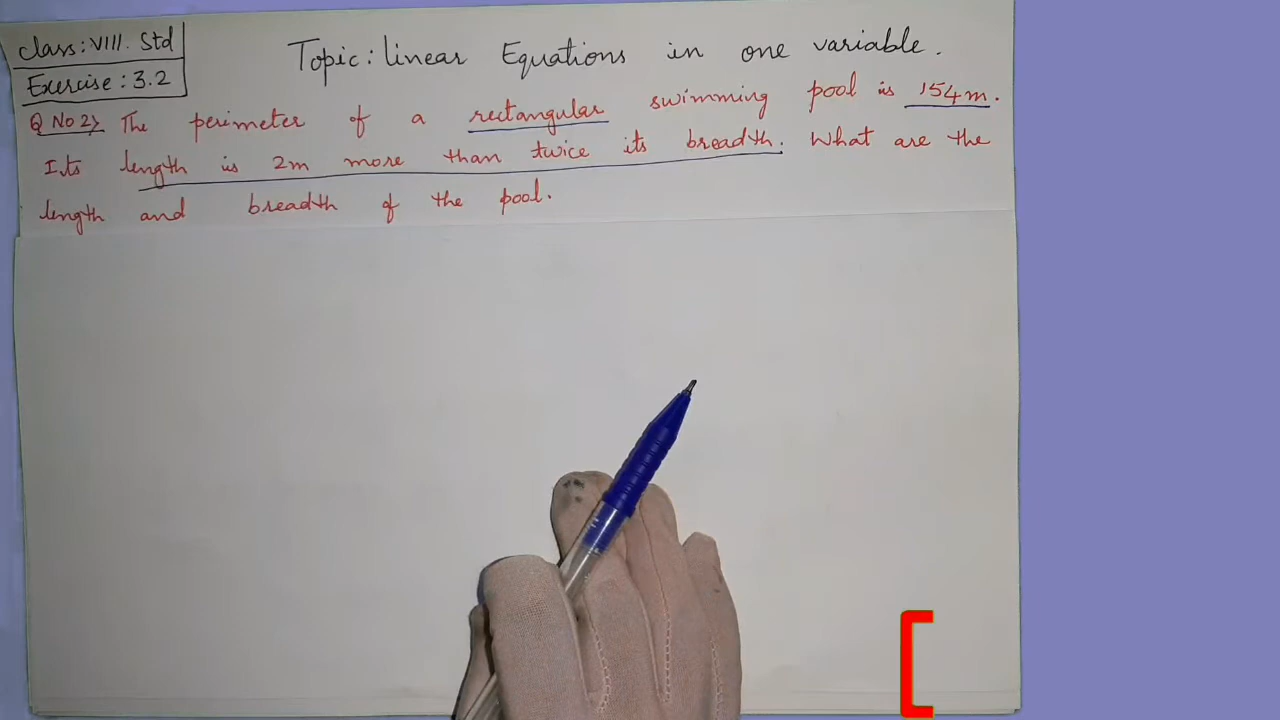 Class: VIII. Std
Exercise: 3.2
Topic: linear Equations in one variable.
Q No 2) The perimeter of a rectangular swimming pool is 154m.
Its length is 2m more than twice its breadth. What are the
length and breadth of the pool.